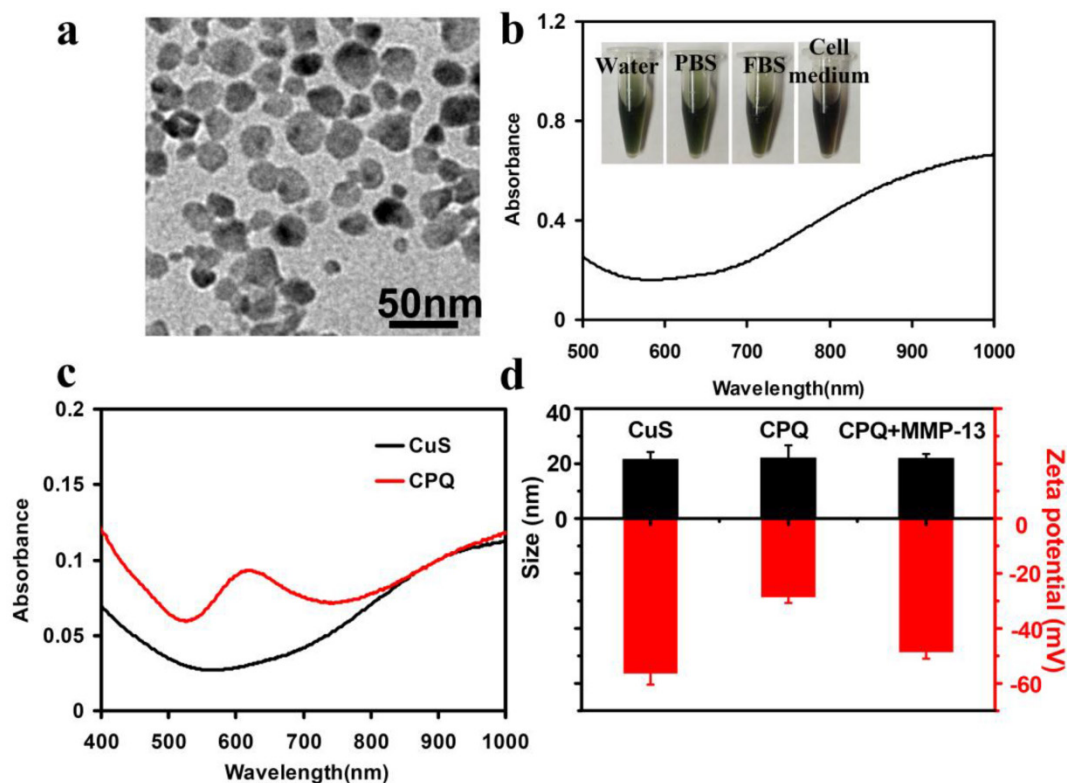 a
50nm
b
Absorbance
1.2
0.8
0.4
0
Water
PBS
FBS
Cell
medium
500
600
700
800
900
1000
Wavelength(nm)
c
Absorbance
0.2
0.15
0.1
0.05
0
CuS
CPQ
400
500
600
700
800
900
1000
Wavelength(nm)
d
Size (nm)
40
20
0
CuS
CPQ
CPQ+MMP-13
0
-20
-40
-60
Zeta potential (mV)